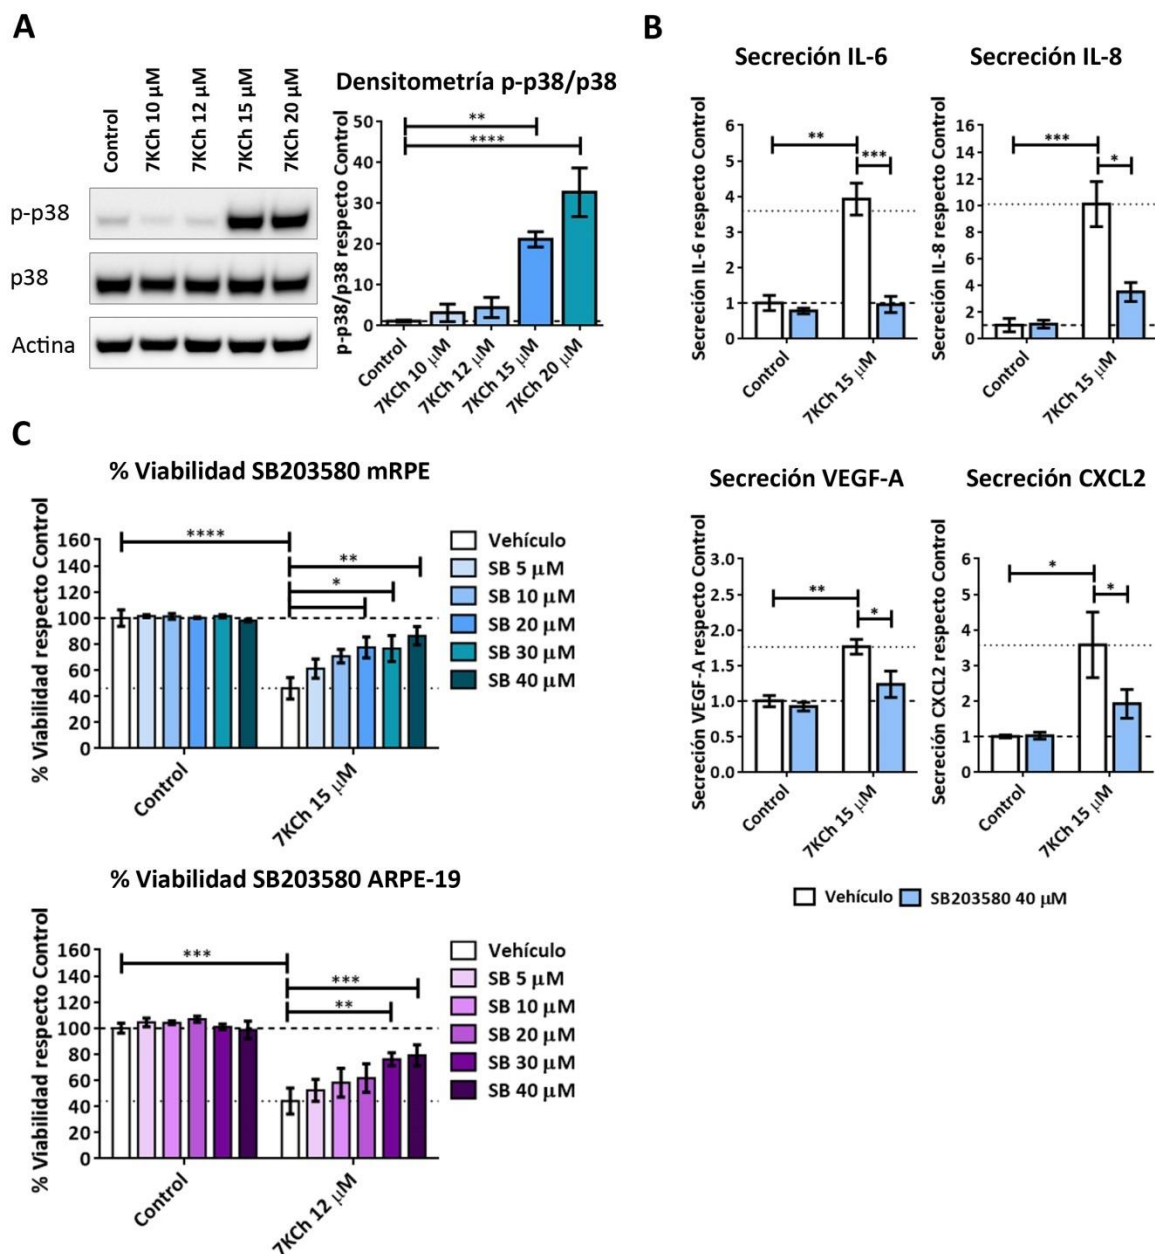 A
Control
7KCh 10 µM
7KCh 12 µM
7KCh 15 µM
7KCh 20 µM
p-p38
p38
Actina
Densitometría p-p38/p38
p-p38/p38 respecto Control
50
40
30
20
10
1
**
****
Control
7KCh 10 µM
7KCh 12 µM
7KCh 15 µM
7KCh 20 µM
B
Secreción IL-6
Secreción IL-6 respecto Control
6
5
4
3
2
1
0
**
***
Control
7KCh 15 µM
Secreción IL-8
Secreción IL-8 respecto Control
16
14
12
10
8
6
4
2
1
***
*
Control
7KCh 15 µM
Secreción VEGF-A
Secreción VEGF-A respecto Control
3.0
2.5
2.0
1.5
1.0
0.5
0.0
**
*
Control
7KCh 15 µM
Secreción CXCL2
Secreción CXCL2 respecto Control
6
5
4
3
2
1
0
*
*
Control
7KCh 15 µM
Vehículo
SB203580 40 µM
C
% Viabilidad SB203580 mRPE
% Viabilidad respecto Control
160
140
120
100
80
60
40
20
0
****
**
*
Control
7KCh 15 µM
Vehículo
SB 5 µM
SB 10 µM
SB 20 µM
SB 30 µM
SB 40 µM
% Viabilidad SB203580 ARPE-19
% Viabilidad respecto Control
160
140
120
100
80
60
40
20
0
***
***
**
Control
7KCh 12 µM
Vehículo
SB 5 µM
SB 10 µM
SB 20 µM
SB 30 µM
SB 40 µM